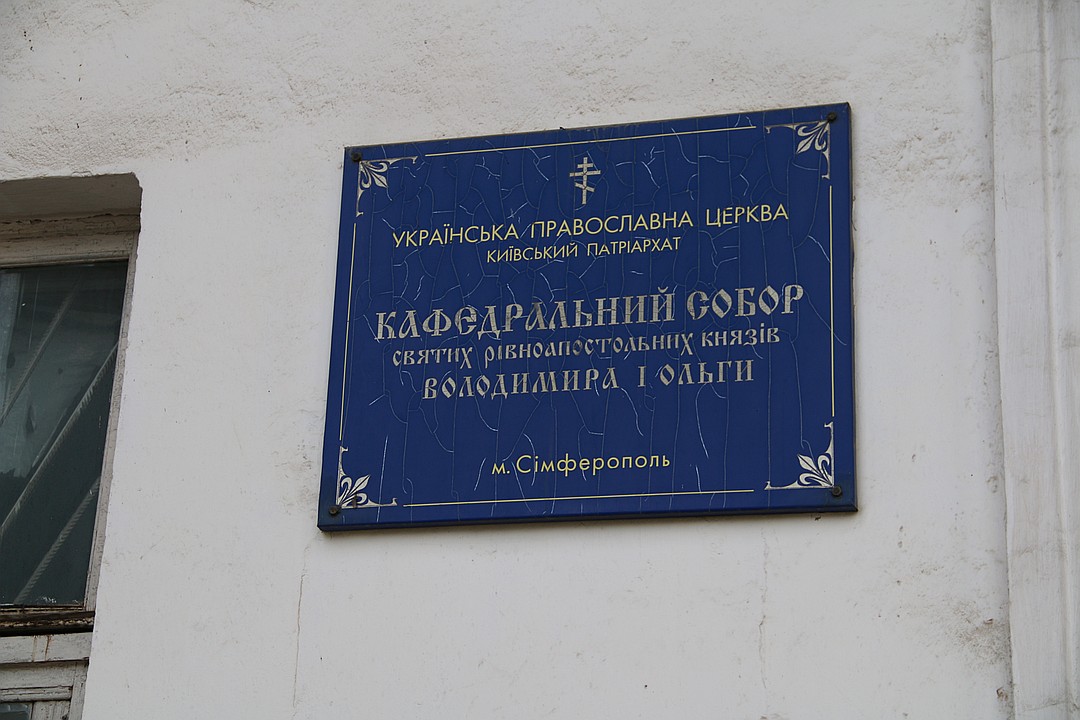 УКРАЇНСЬКА ПРАВОСЛАВНА ЦЕРКВА
КИЇВСЬКИЙ ПАТРІАРХАТ
КАФЕДРАЛЬНИЙ СОБОР
СВЯТИХ РІВНОАПОСТОЛЬНИХ КНЯЗІВ
ВОЛОДИМИРА І ОЛЬГИ
м. Сімферополь